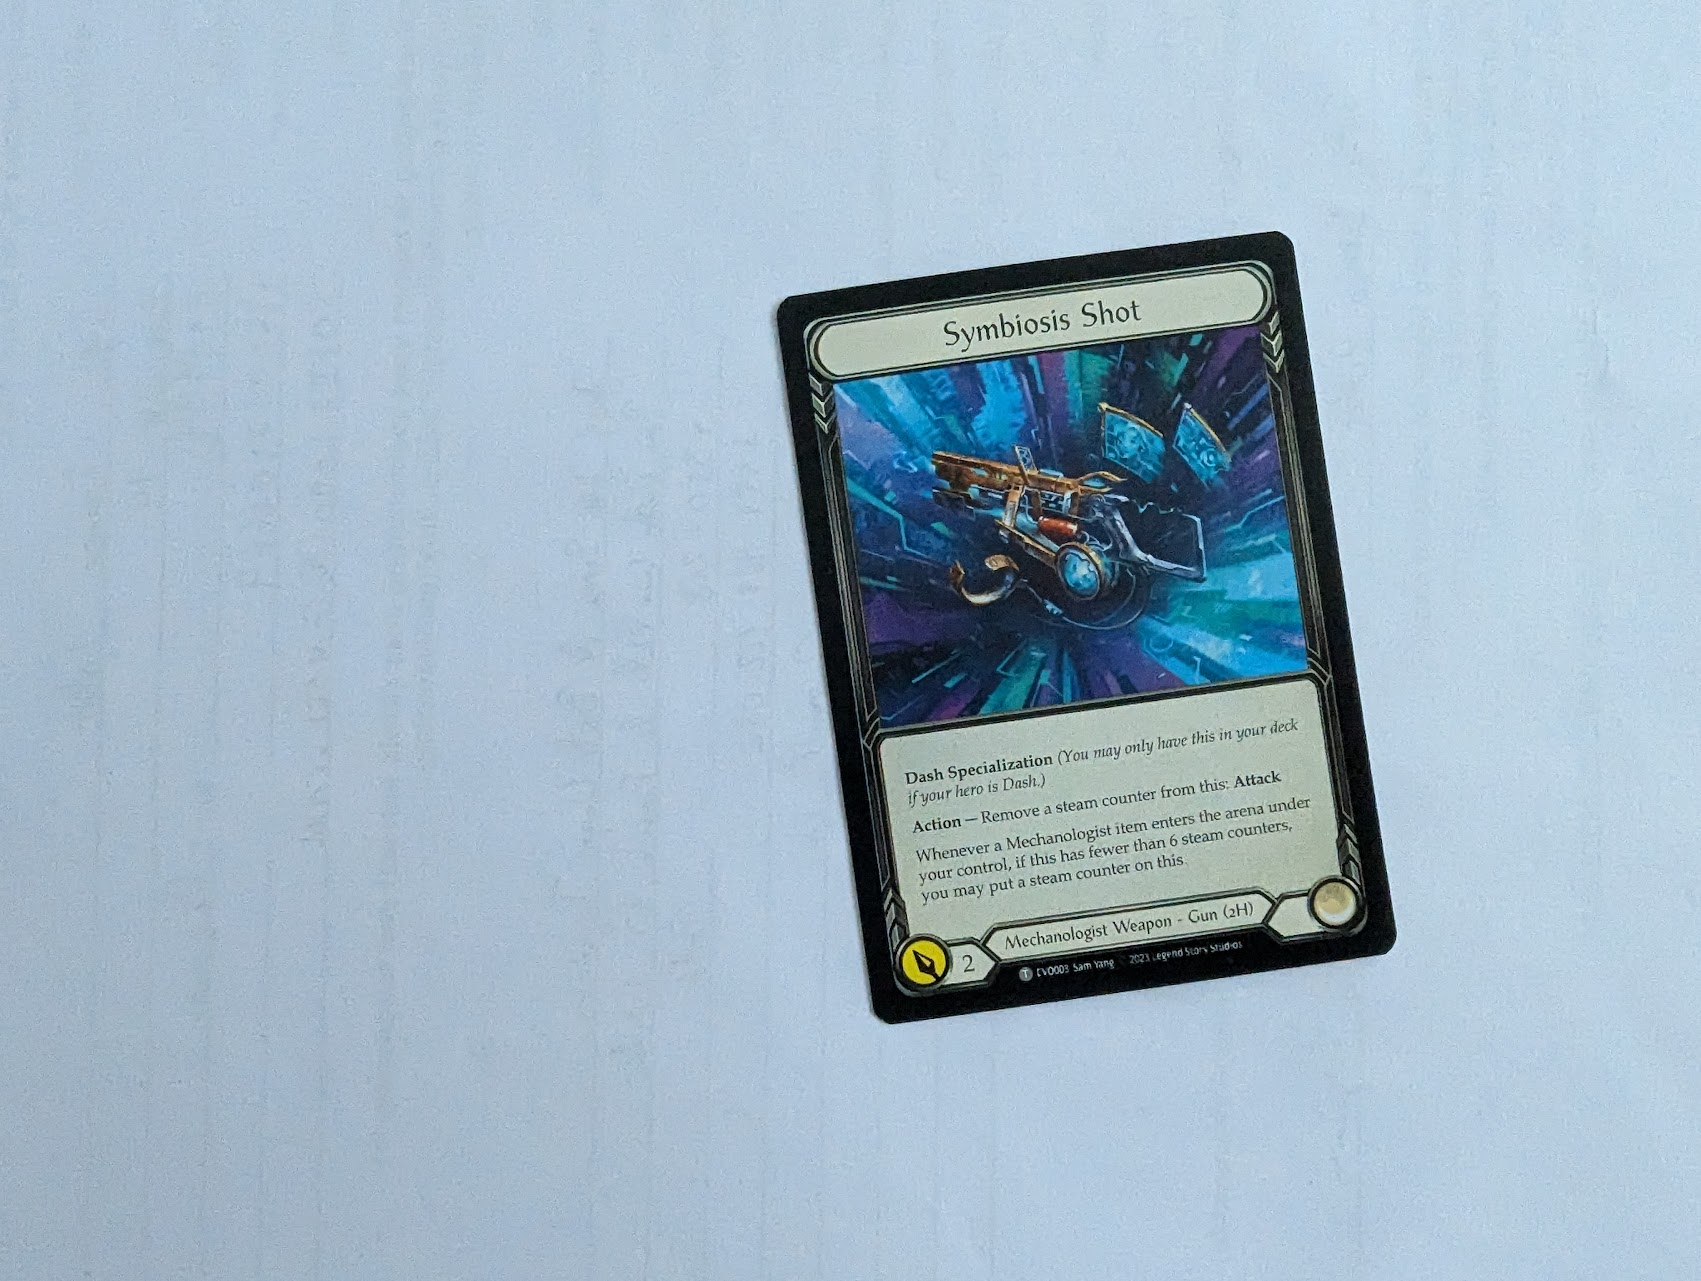 Symbiosis Shot
Dash Specialization (You may only have this in your deck
if your hero is Dash.)
Action — Remove a steam counter from this: Attack
Whenever a Mechanologist item enters the arena under
your control, if this has fewer than 6 steam counters,
you may put a steam counter on this.
2
Mechanologist Weapon - Gun (2H)
T EVO003 Sam Yang © 2023 Legend Story Studios